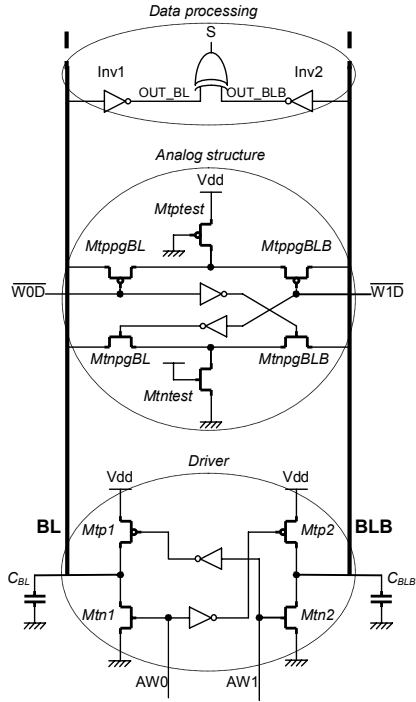 Data processing
S
Inv1 OUT_BL OUT_BLB Inv2
Analog structure
Vdd
Mtptest
MtppgBL MtppgBLB
W0D W1D
MtnpgBL MtnpgBLB
Mtntest
Driver
Vdd Vdd
BL Mtp1 Mtp2 BLB
CBL CBLB
Mtn1 Mtn2
AW0 AW1